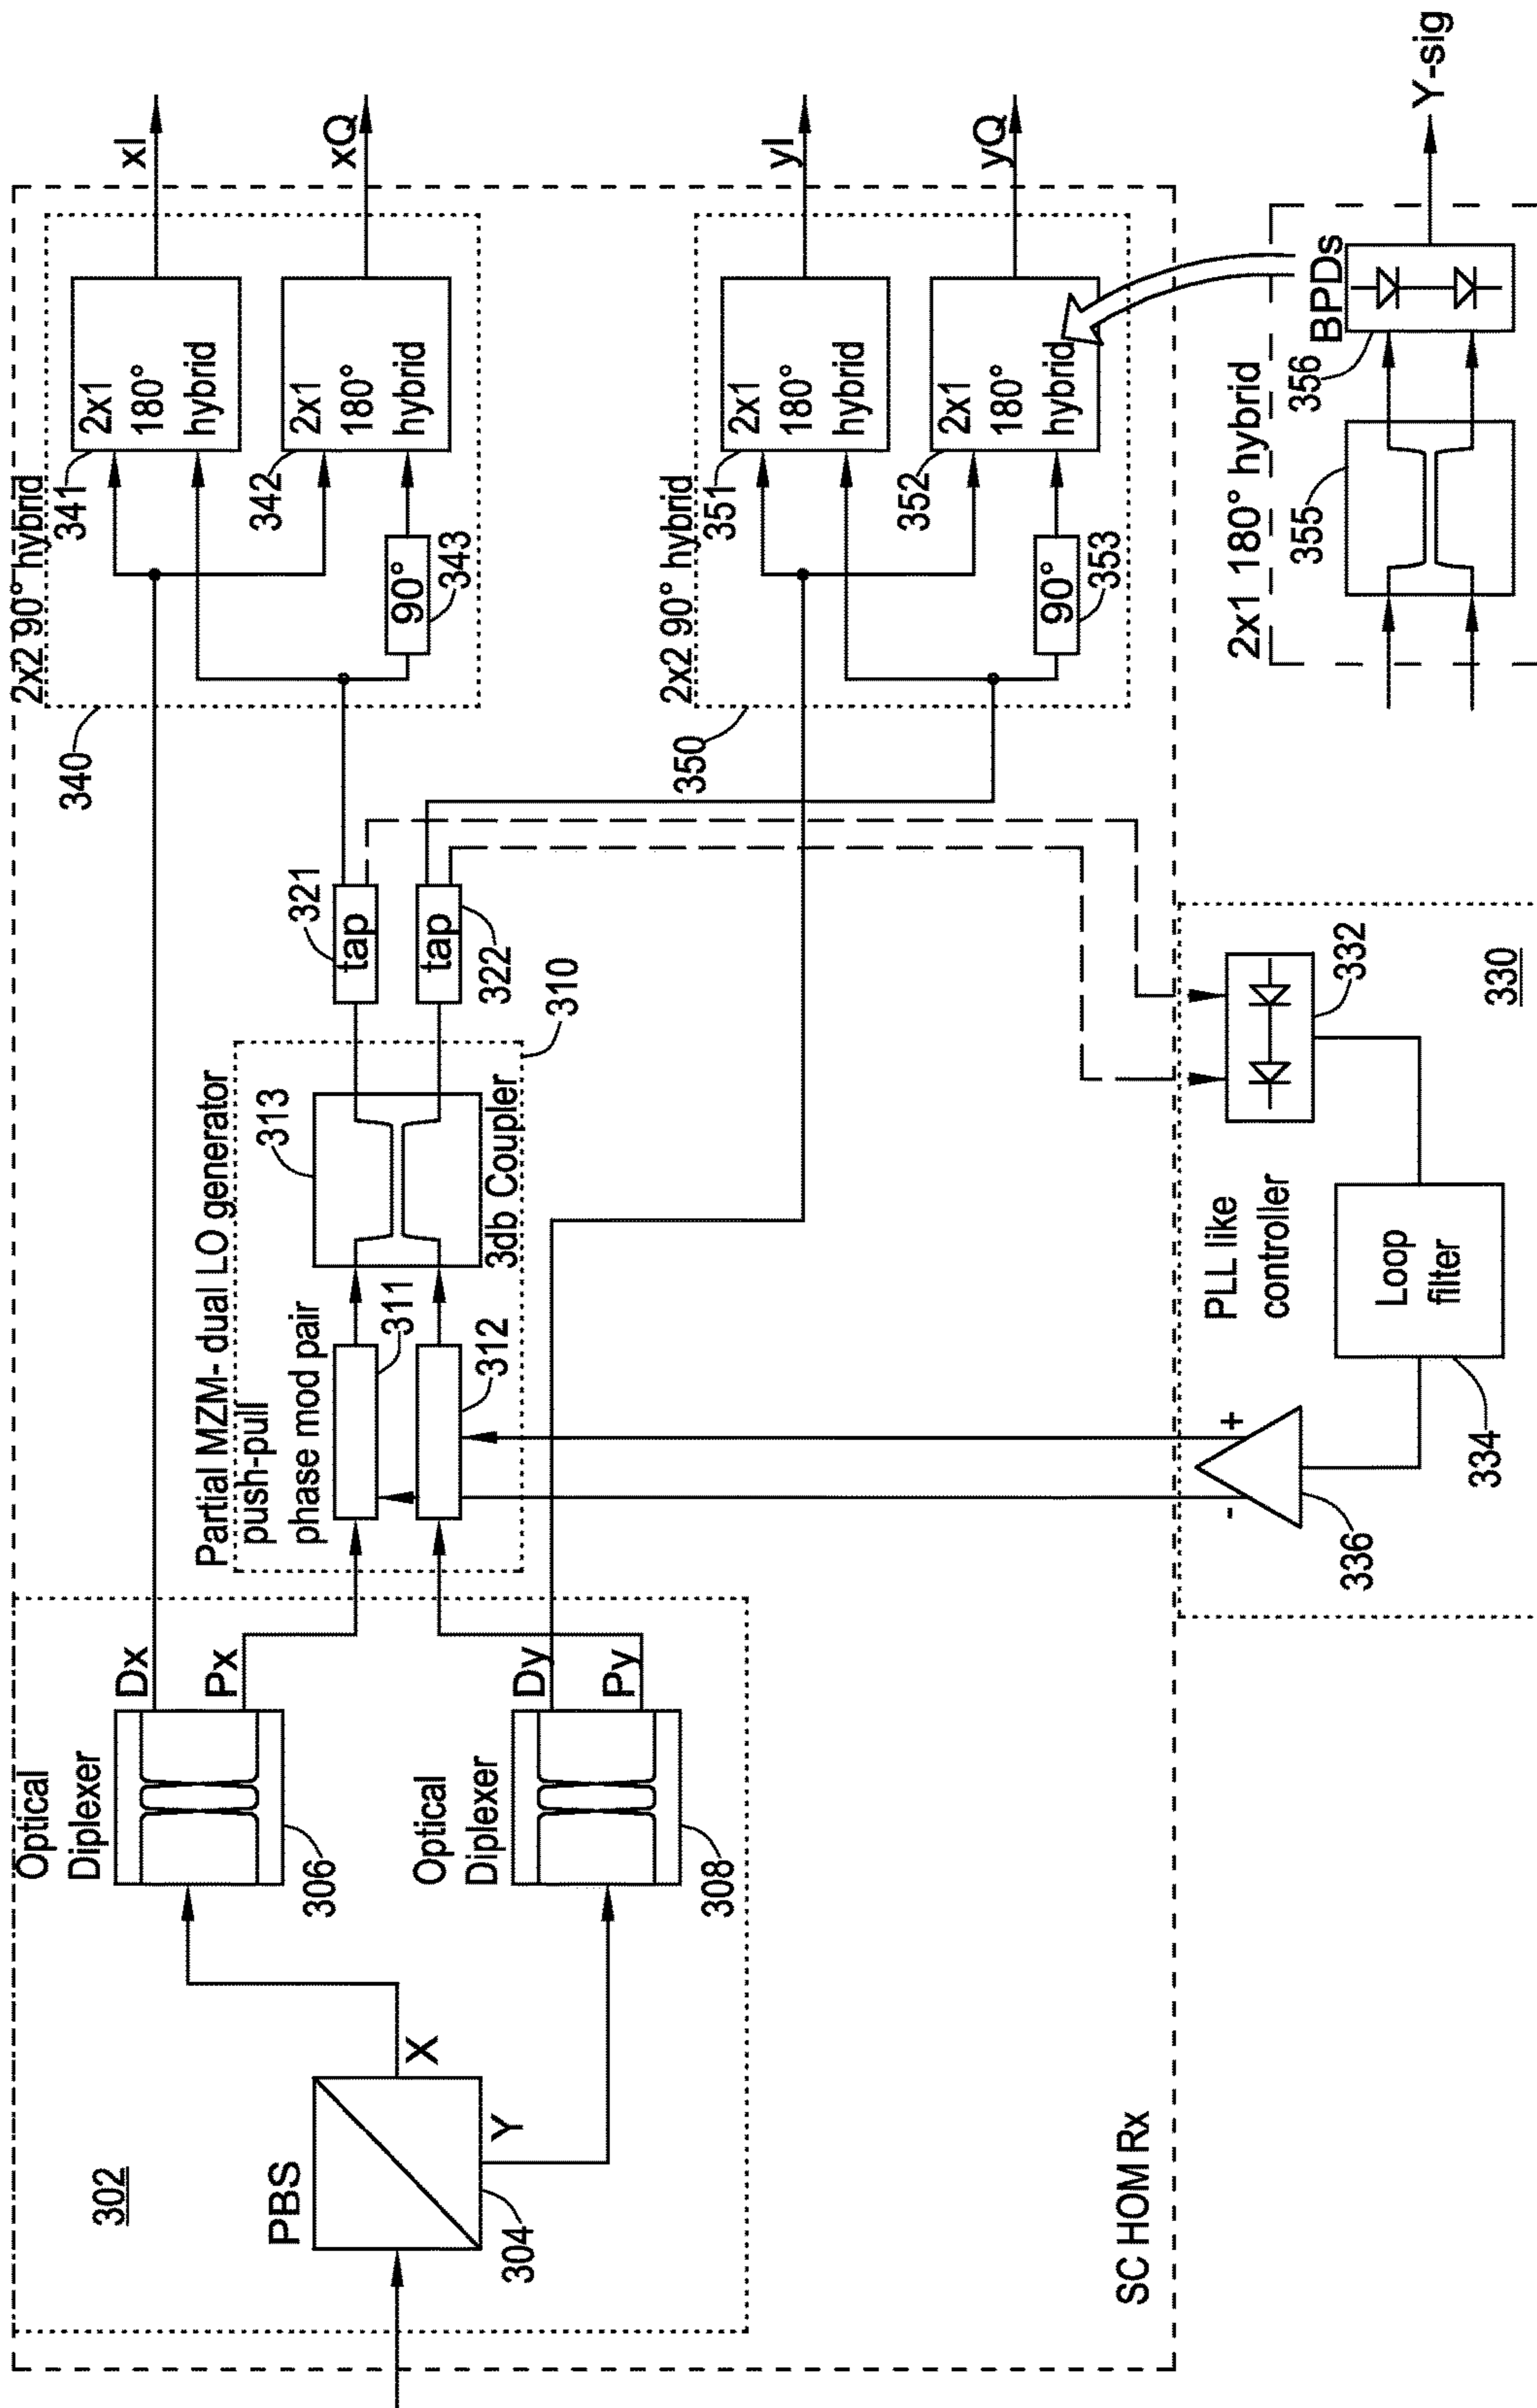 302
PBS
304
X
Y
Optical
Diplexer
306
Dx
Px
Optical
Diplexer
308
Dy
Py
Partial MZM- dual LO generator
push-pull
phase mod pair
311
312
313
3db Coupler
310
321
tap
tap
322
340
2x2 90° hybrid
341
2x1
180°
hybrid
xI
342
2x1
180°
hybrid
xQ
90°
343
350
2x2 90° hybrid
351
2x1
180°
hybrid
yI
352
2x1
180°
hybrid
yQ
90°
353
SC HOM Rx
PLL like
controller
330
332
Loop
filter
334
336
-
+
2x1 180° hybrid
355
356
BPDs
Y-sig